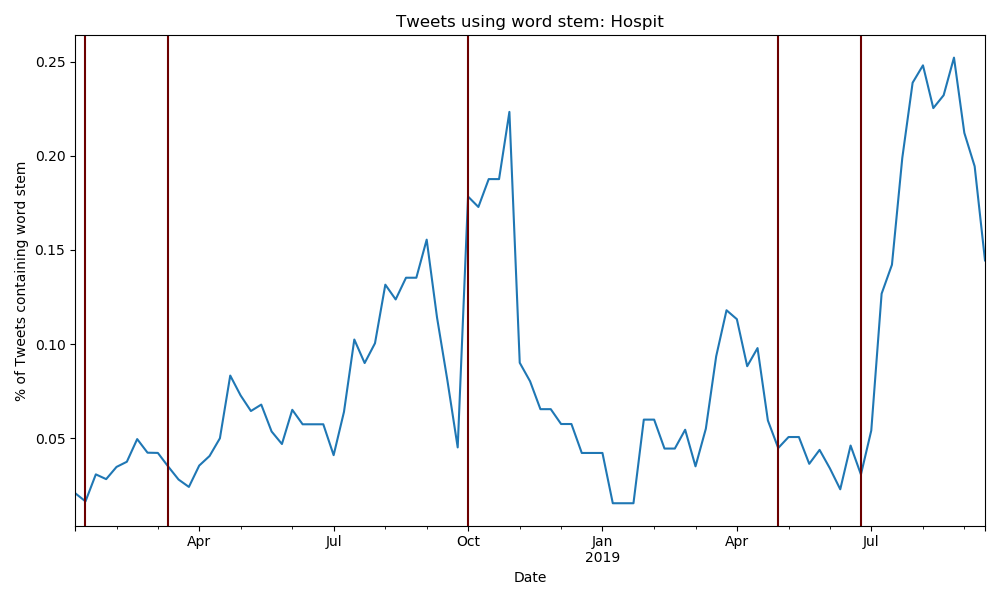 Tweets using word stem: Hospit
% of Tweets containing word stem
0.25
0.20
0.15
0.10
0.05
Apr
Jul
Oct
Jan
2019
Apr
Jul
Date